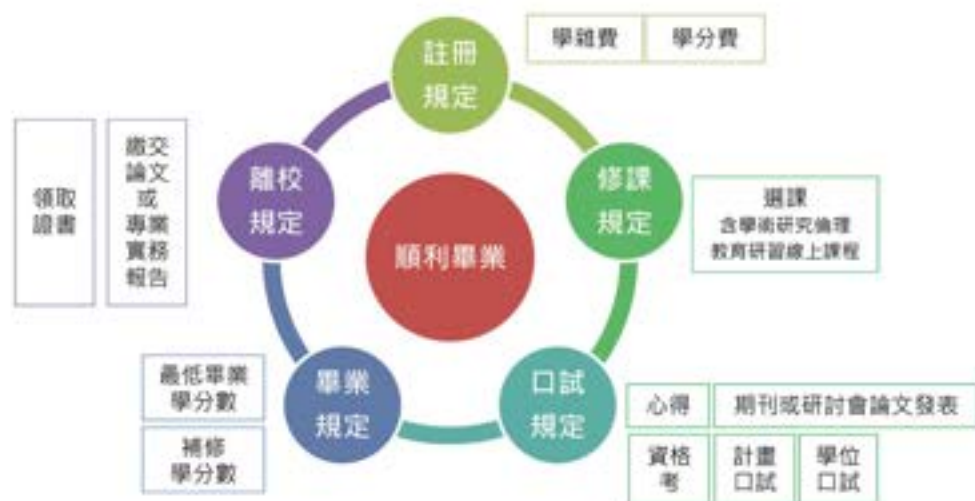 註冊
規定
學雜費
學分費
修課
規定
選課
含學術研究倫理
教育研習線上課程
口試
規定
心得
期刊或研討會論文發表
資格
考
計畫
口試
學位
口試
畢業
規定
最低畢業
學分數
補修
學分數
離校
規定
繳交
論文
或
專業
實務
報告
領取
證書
順利畢業